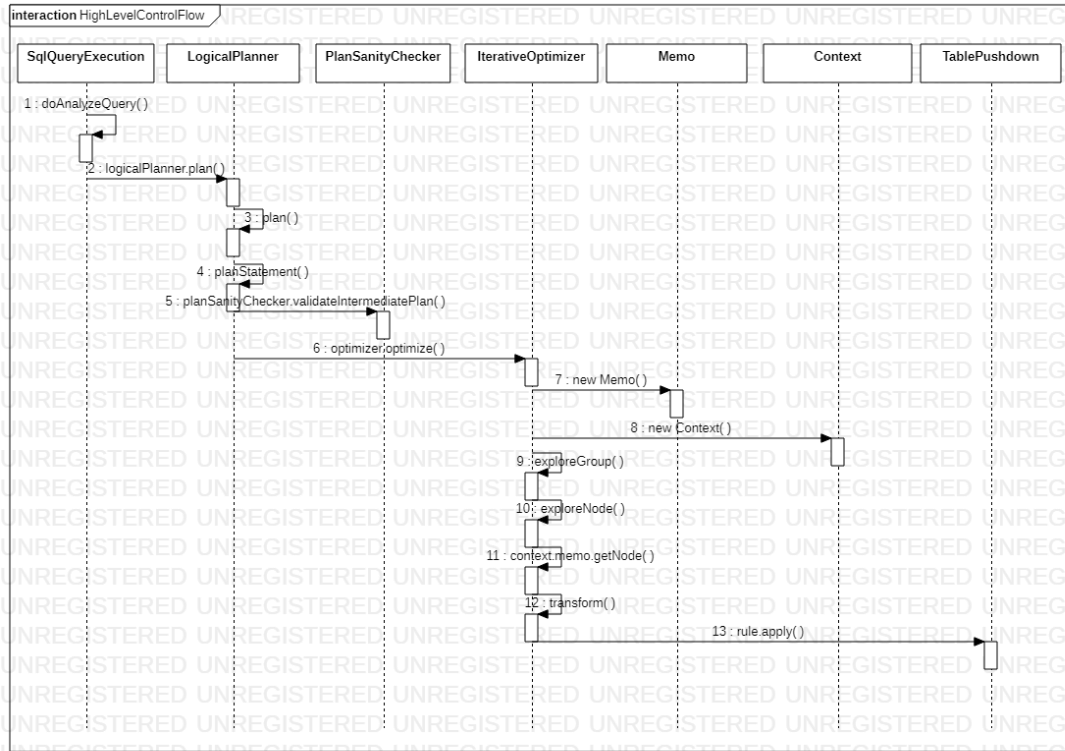 interaction HighLevelControlFlow
SqlQueryExecution LogicalPlanner PlanSanityChecker IterativeOptimizer Memo Context TablePushdown
1 : doAnalyzeQuery( )
2 : logicalPlanner.plan( )
3 : plan( )
4 : planStatement( )
5 : planSanityChecker.validateIntermediatePlan( )
6 : optimizer.optimize( )
7 : new Memo( )
8 : new Context( )
9 : exploreGroup( )
10 : exploreNode( )
11 : context.memo.getNode( )
12 : transform( )
13 : rule.apply( )
UNREGISTERED